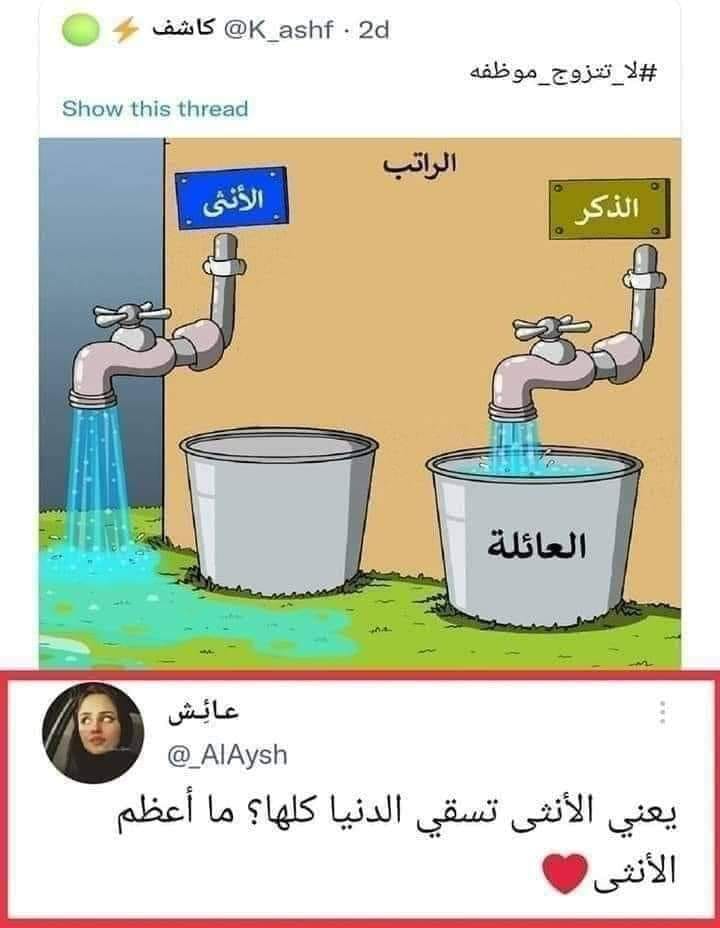 كاشف @K_ashf · 2d
#لا_تتزوج_موظفه
Show this thread
الراتب
الأنثى
الذكر
العائلة
عائِش
@_AlAysh
يعني الأنثى تسقي الدنيا كلها؟ ما أعظم
الأنثى❤